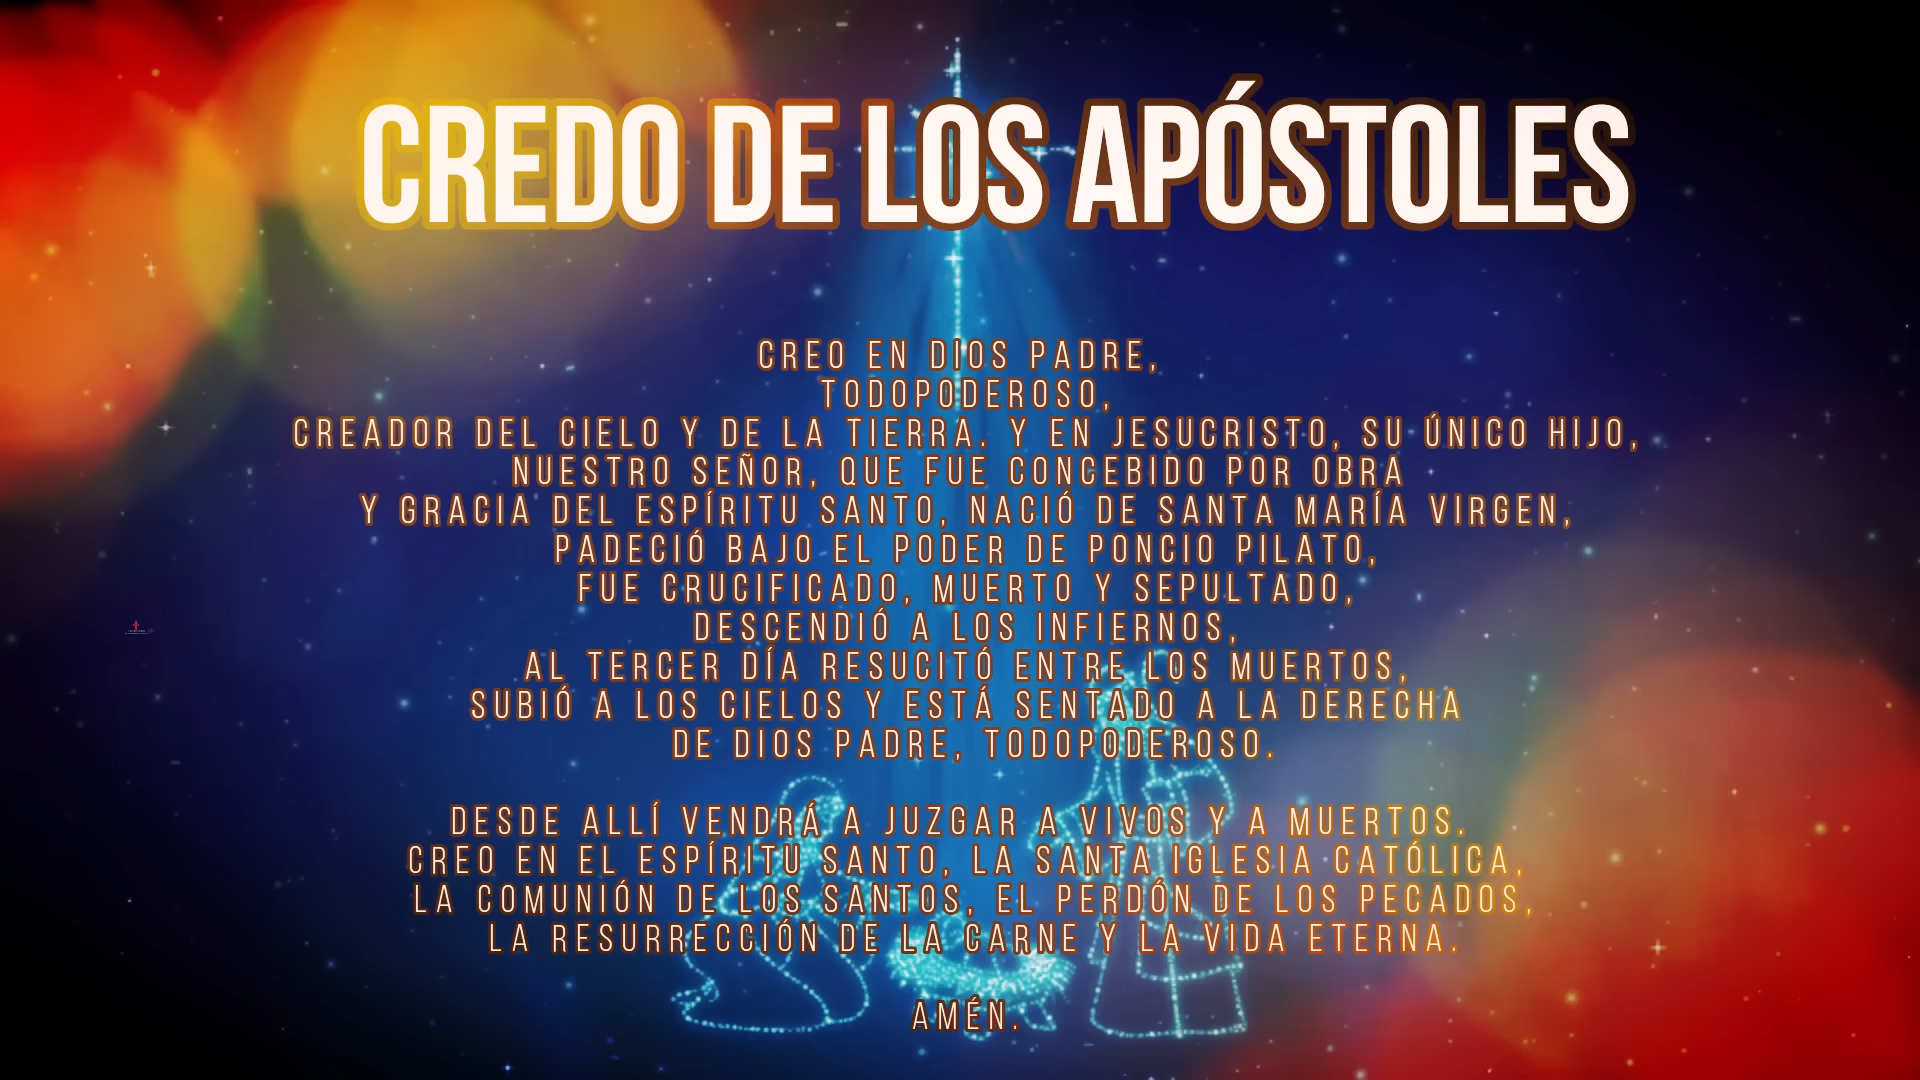 CREDO DE LOS APÓSTOLES
CREO EN DIOS PADRE,
TODOPODEROSO,
CREADOR DEL CIELO Y DE LA TIERRA. Y EN JESUCRISTO, SU ÚNICO HIJO,
NUESTRO SEÑOR, QUE FUE CONCEBIDO POR OBRA
Y GRACIA DEL ESPÍRITU SANTO, NACIÓ DE SANTA MARÍA VIRGEN,
PADECIÓ BAJO EL PODER DE PONCIO PILATO,
FUE CRUCIFICADO, MUERTO Y SEPULTADO,
DESCENDIÓ A LOS INFIERNOS,
AL TERCER DÍA RESUCITÓ ENTRE LOS MUERTOS,
SUBIÓ A LOS CIELOS Y ESTÁ SENTADO A LA DERECHA
DE DIOS PADRE, TODOPODEROSO.
DESDE ALLÍ VENDRÁ A JUZGAR A VIVOS Y A MUERTOS.
CREO EN EL ESPÍRITU SANTO, LA SANTA IGLESIA CATÓLICA,
LA COMUNIÓN DE LOS SANTOS, EL PERDÓN DE LOS PECADOS,
LA RESURRECCIÓN DE LA CARNE Y LA VIDA ETERNA.
AMÉN.